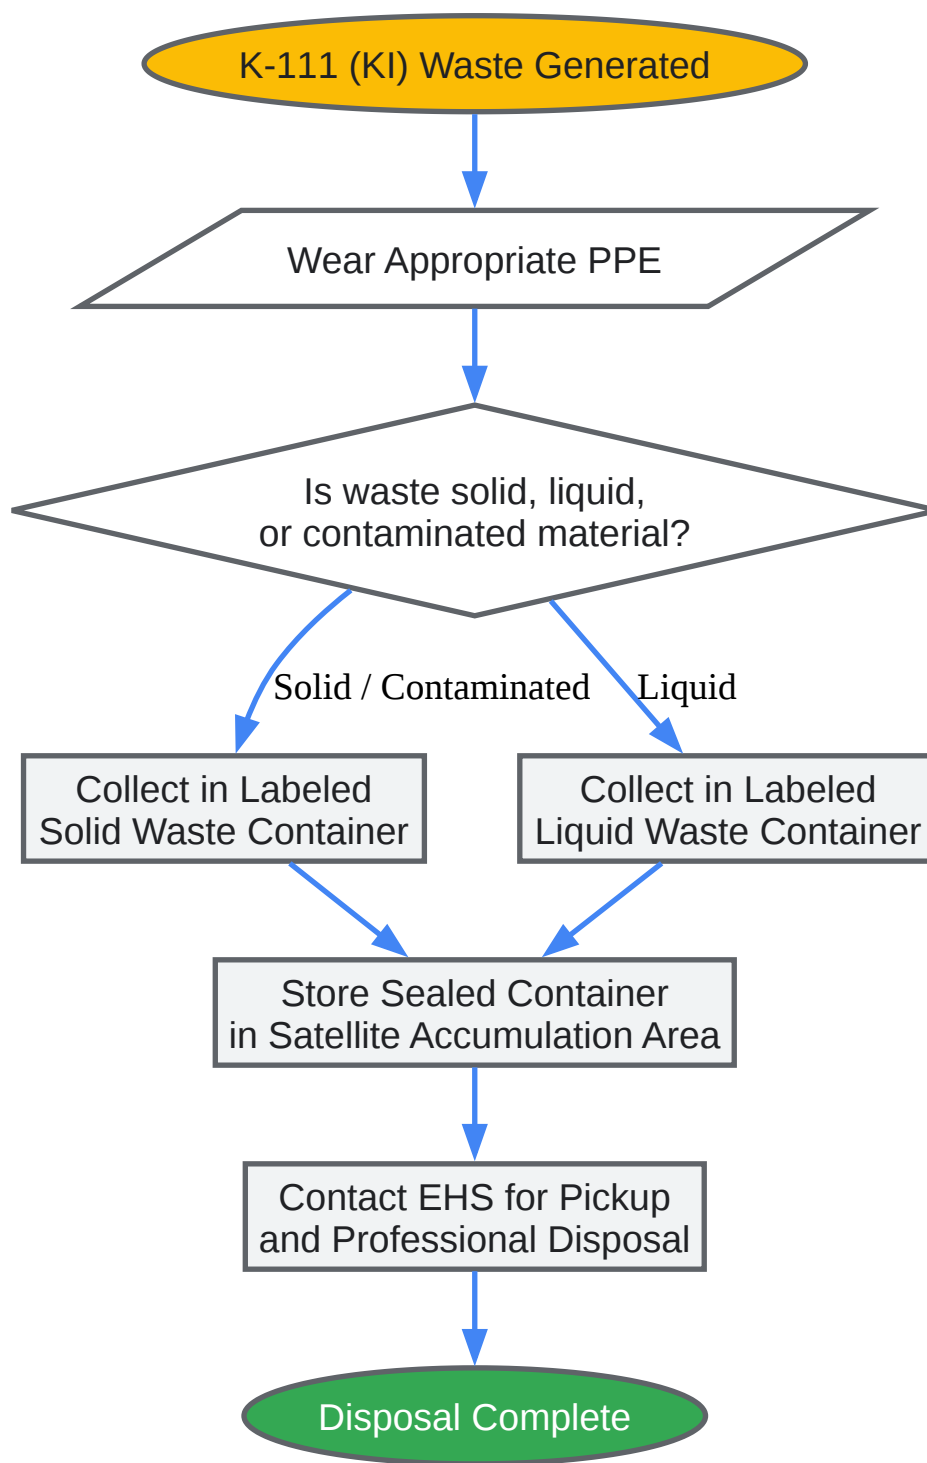 K-111 (KI) Waste Generated
Wear Appropriate PPE
Is waste solid, liquid,
or contaminated material?
Solid / Contaminated
Liquid
Collect in Labeled
Solid Waste Container
Collect in Labeled
Liquid Waste Container
Store Sealed Container
in Satellite Accumulation Area
Contact EHS for Pickup
and Professional Disposal
Disposal Complete